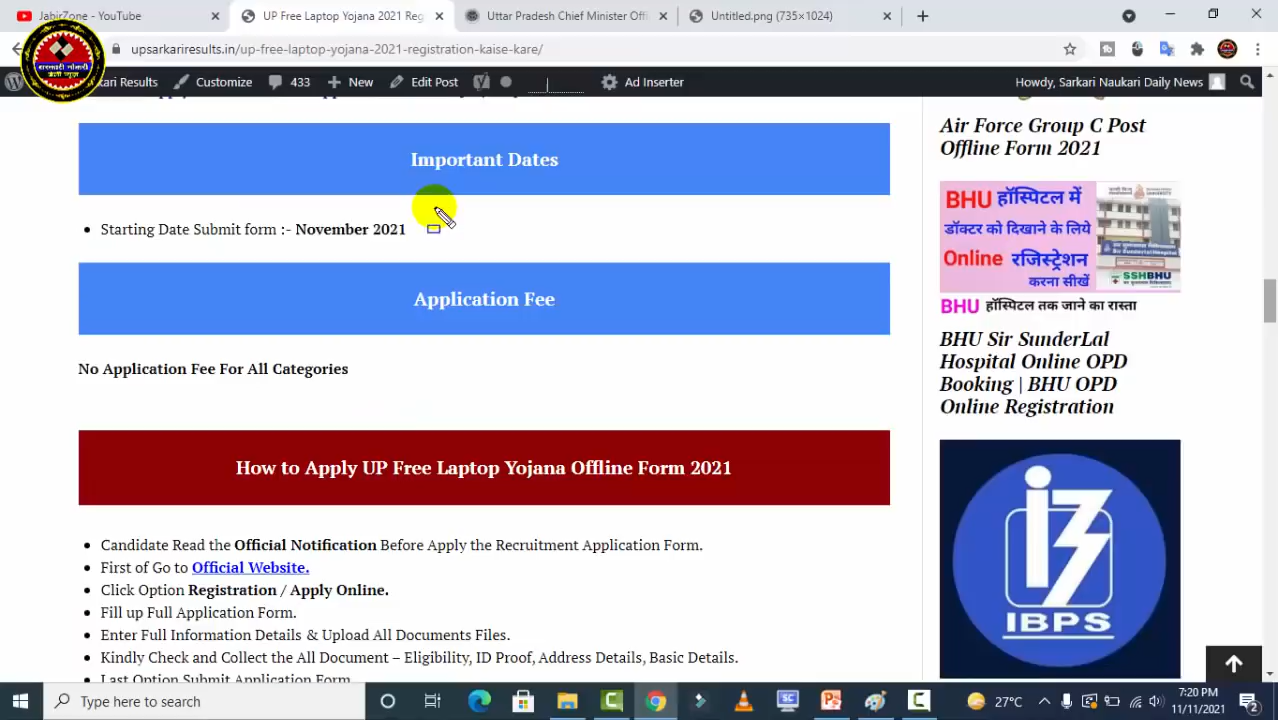 JabirZone - YouTube
UP Free Laptop Yojana 2021 Reg
Uttar Pradesh Chief Minister Off
Untitled.png (735×1024)
upsarkariresults.in/up-free-laptop-yojana-2021-registration-kaise-kare/
kari Results
Customize
433
New
Edit Post
Ad Inserter
Howdy, Sarkari Naukari Daily News
Important Dates
Starting Date Submit form :- November 2021
Application Fee
No Application Fee For All Categories
How to Apply UP Free Laptop Yojana Offline Form 2021
Candidate Read the Official Notification Before Apply the Recruitment Application Form.
First of Go to Official Website.
Click Option Registration / Apply Online.
Fill up Full Application Form.
Enter Full Information Details & Upload All Documents Files.
Kindly Check and Collect the All Document – Eligibility, ID Proof, Address Details, Basic Details.
Last Option Submit Application Form
Air Force Group C Post
Offline Form 2021
BHU हॉस्पिटल में
डॉक्टर को दिखाने के लिये
Online रजिस्ट्रेशन
करना सीखें
SSHBHU
BHU हॉस्पिटल तक जाने का रास्ता
BHU Sir SunderLal
Hospital Online OPD
Booking | BHU OPD
Online Registration
IBPS
Type here to search
27°C
7:20 PM
11/11/2021
2